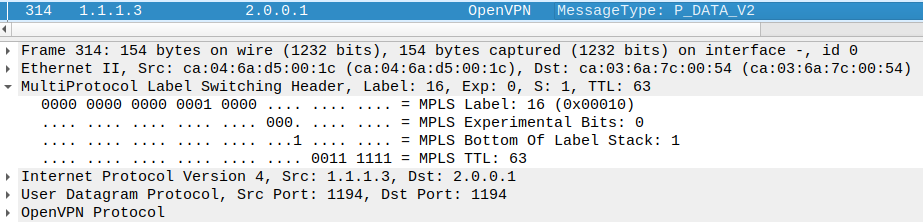 314 1.1.1.3 2.0.0.1 OpenVPN MessageType: P_DATA_V2
Frame 314: 154 bytes on wire (1232 bits), 154 bytes captured (1232 bits) on interface -, id 0
Ethernet II, Src: ca:04:6a:d5:00:1c (ca:04:6a:d5:00:1c), Dst: ca:03:6a:7c:00:54 (ca:03:6a:7c:00:54)
MultiProtocol Label Switching Header, Label: 16, Exp: 0, S: 1, TTL: 63
0000 0000 0000 0001 0000 .... .... .... = MPLS Label: 16 (0x00010)
.... .... .... .... .... 000. .... .... = MPLS Experimental Bits: 0
.... .... .... .... .... ...1 .... .... = MPLS Bottom Of Label Stack: 1
.... .... .... .... .... .... 0011 1111 = MPLS TTL: 63
Internet Protocol Version 4, Src: 1.1.1.3, Dst: 2.0.0.1
User Datagram Protocol, Src Port: 1194, Dst Port: 1194
OpenVPN Protocol